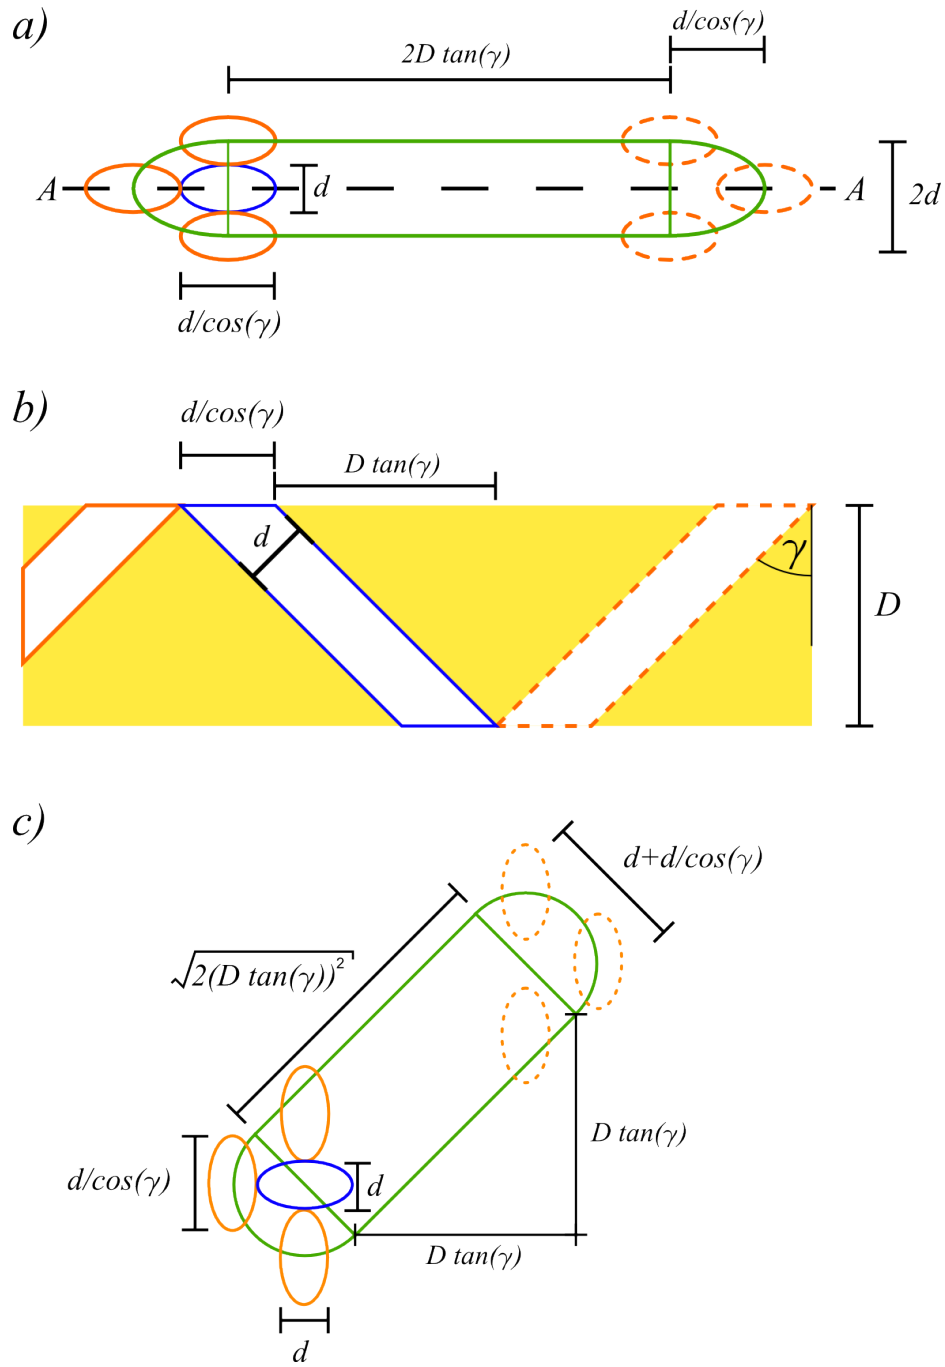 a)
d/cos(γ)
2D tan(γ)
A
d
A
2d
d/cos(γ)
b)
d/cos(γ)
D tan(γ)
d
γ
D
c)
d+d/cos(γ)
√2(D tan(γ))²
D tan(γ)
d/cos(γ)
d
D tan(γ)
d